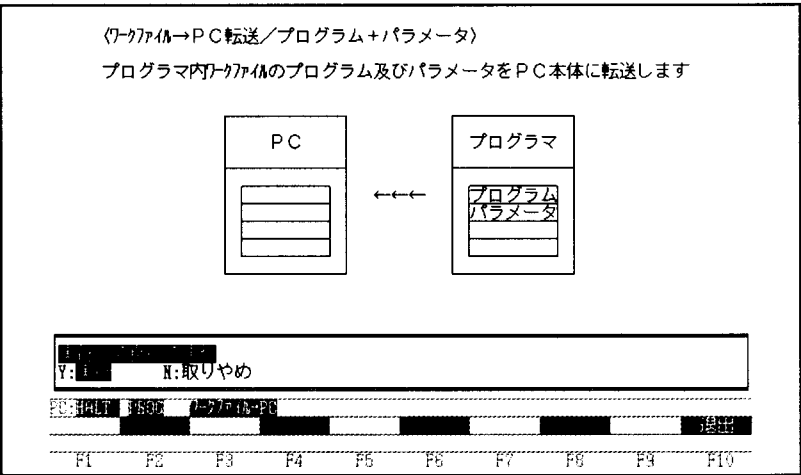 〈ワークファイル→PC転送／プログラム+パラメータ〉
プログラマ内ワークファイルのプログラム及びパラメータをPC本体に転送します
PC
プログラマ
←←←
プログラム
パラメータ
Y: N:取りやめ
PC:HALT ワークファイル→PC
退出
F1 F2 F3 F4 F5 F6 F7 F8 F9 F10